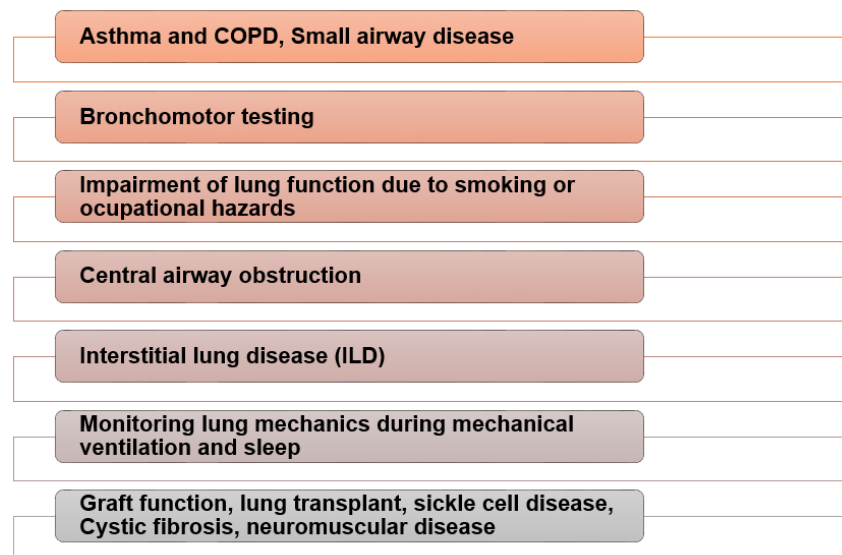 Asthma and COPD, Small airway disease
Bronchomotor testing
Impairment of lung function due to smoking or
ocupational hazards
Central airway obstruction
Interstitial lung disease (ILD)
Monitoring lung mechanics during mechanical
ventilation and sleep
Graft function, lung transplant, sickle cell disease,
Cystic fibrosis, neuromuscular disease